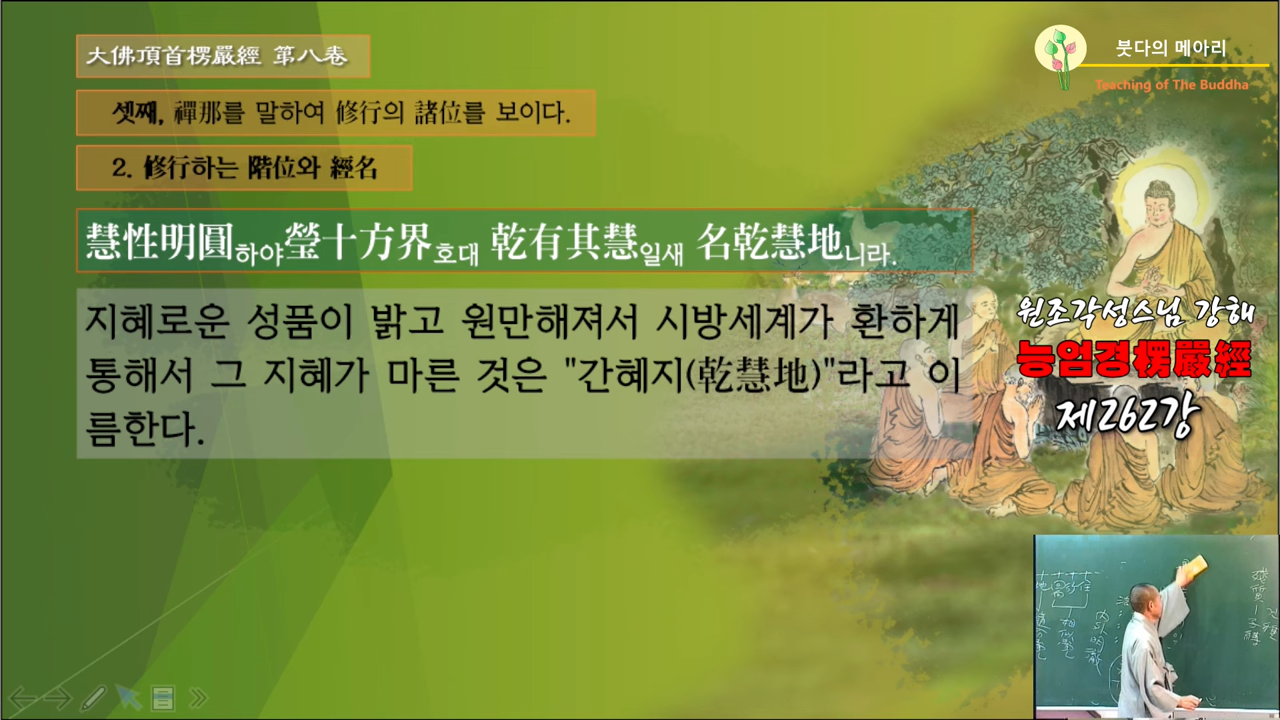 大佛頂首楞嚴經 第八卷
셋째, 禪那를 말하여 修行의 諸位를 보이다.
2. 修行하는 階位와 經名
慧性明圓하야瑩十方界호대 乾有其慧일새 名乾慧地니라.
지혜로운 성품이 밝고 원만해져서 시방세계가 환하게
통해서 그 지혜가 마른 것은 "간혜지(乾慧地)"라고 이
름한다.
붓다의 메아리
Teaching of The Buddha
원조각성스님 강해
능엄경楞嚴經
제262강